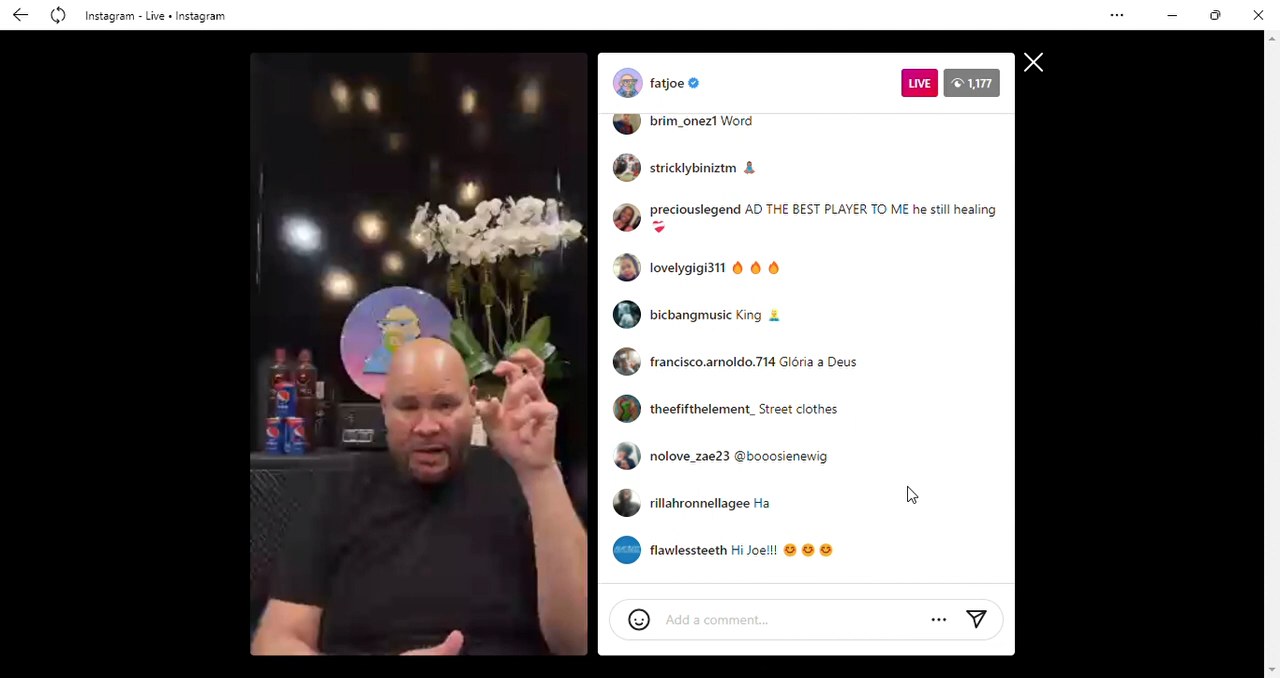 Instagram - Live • Instagram
fatjoe
LIVE
1,177
brim_onez1 Word
stricklybiniztm 🧘🏽
preciouslegend AD THE BEST PLAYER TO ME he still healing
❤️‍🩹
lovelygigi311 🔥 🔥 🔥
bicbangmusic King 🤴
francisco.arnoldo.714 Glória a Deus
theefifthelement_ Street clothes
nolove_zae23 @booosienewig
rillahronnellagee Ha
flawlessteeth Hi Joe!!! 😊 😊 😊
Add a comment...